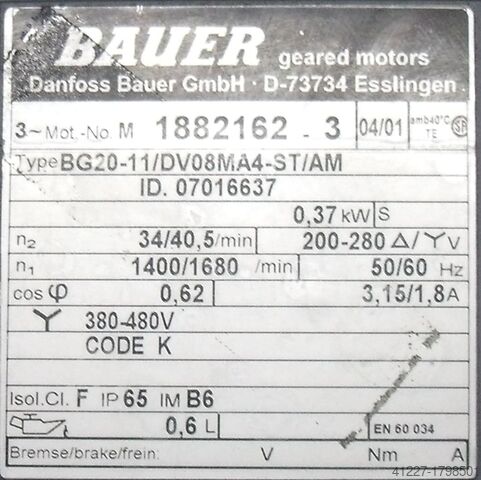 BAUER geared motors
Danfoss Bauer GmbH · D-73734 Esslingen
3~ Mot.-No. M 1882162 - 3 04/01 amb40°C TE
Type BG20-11/DV08MA4-ST/AM
ID. 07016637
0,37 kW S
n2 34/40,5/min 200-280 Δ/Y V
n1 1400/1680 /min 50/60 Hz
cos φ 0,62 3,15/1,8 A
Y 380-480V
CODE K
Isol.Cl. F IP 65 IM B6
0,6 L EN 60 034
Bremse/brake/frein: V Nm A
41227-1798501